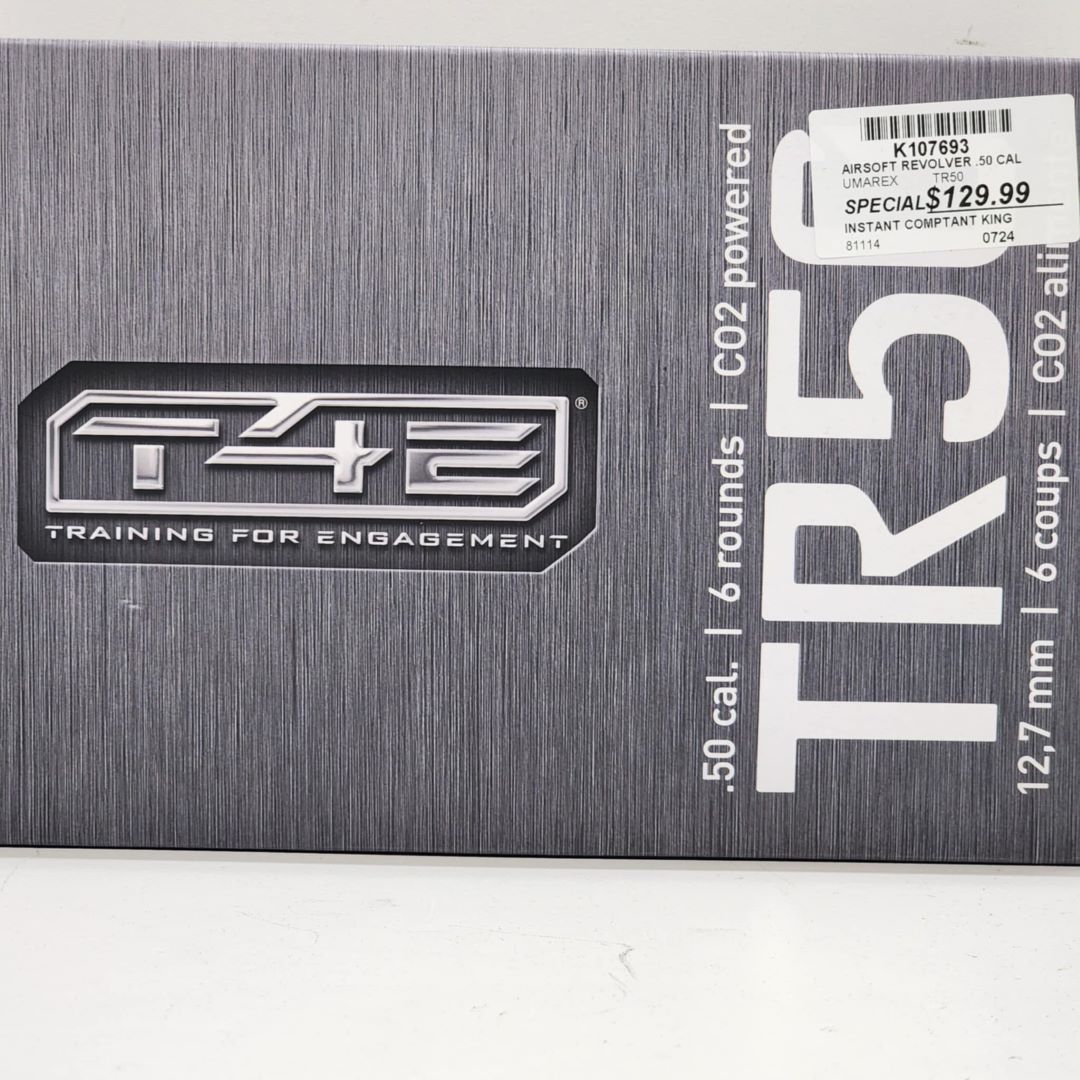 T4E®
TRAINING FOR ENGAGEMENT
.50 cal. | 6 rounds | CO2 powered
TR50
12,7 mm | 6 coups | CO2
K107693
AIRSOFT REVOLVER .50 CAL
UMAREX TR50
SPECIAL $129.99
INSTANT COMPTANT KING
81114 0724